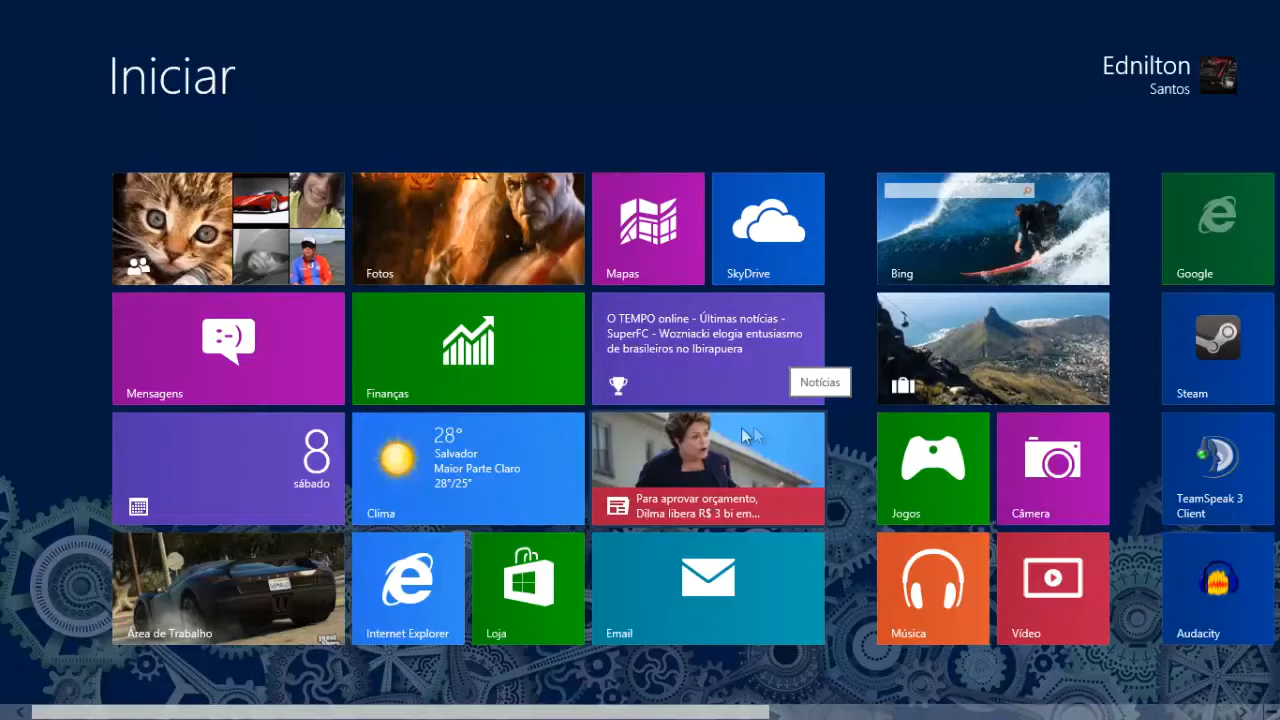 Iniciar
Ednilton
Santos
Fotos
Mapas
SkyDrive
Bing
Google
Mensagens
Finanças
O TEMPO online - Últimas notícias -
SuperFC - Wozniacki elogia entusiasmo
de brasileiros no Ibirapuera
Notícias
Steam
8
sábado
28°
Salvador
Maior Parte Claro
28°/25°
Clima
Para aprovar orçamento,
Dilma libera R$ 3 bi em...
Jogos
Câmera
TeamSpeak 3
Client
Área de Trabalho
Internet Explorer
Loja
Email
Música
Vídeo
Audacity